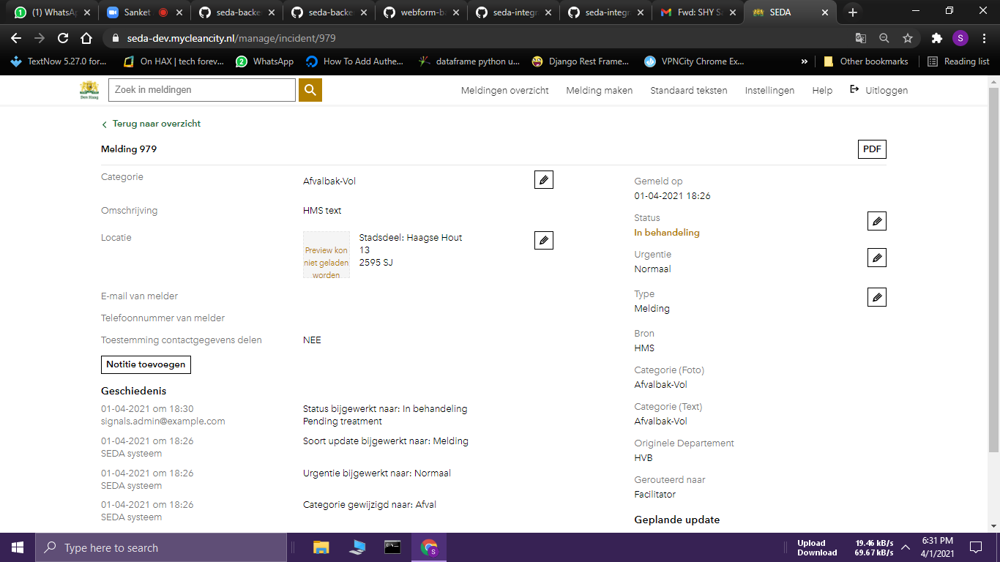 (1) WhatsA
Sanket
seda-backe
seda-backe
webform-ba
seda-integr
seda-integr
Fwd: SHY Sa
SEDA
seda-dev.mycleancity.nl/manage/incident/979
S
TextNow 5.27.0 for...
On HAX | tech forev...
2 WhatsApp
How To Add Authe...
dataframe python u...
Django Rest Frame...
VPNCity Chrome Ex...
»
Other bookmarks
Reading list
Den Haag
Zoek in meldingen
Meldingen overzicht
Melding maken
Standaard teksten
Instellingen
Help
Uitloggen
Terug naar overzicht
Melding 979
PDF
Categorie
Afvalbak-Vol
Omschrijving
HMS text
Locatie
Preview kon
niet geladen
worden
Stadsdeel: Haagse Hout
13
2595 SJ
E-mail van melder
Telefoonnummer van melder
Toestemming contactgegevens delen
NEE
Notitie toevoegen
Geschiedenis
01-04-2021 om 18:30
signals.admin@example.com
Status bijgewerkt naar: In behandeling
Pending treatment
01-04-2021 om 18:26
SEDA systeem
Soort update bijgewerkt naar: Melding
01-04-2021 om 18:26
SEDA systeem
Urgentie bijgewerkt naar: Normaal
01-04-2021 om 18:26
SEDA systeem
Categorie gewijzigd naar: Afval
Gemeld op
01-04-2021 18:26
Status
In behandeling
Urgentie
Normaal
Type
Melding
Bron
HMS
Categorie (Foto)
Afvalbak-Vol
Categorie (Text)
Afvalbak-Vol
Originele Departement
HVB
Gerouteerd naar
Facilitator
Geplande update
Type here to search
Upload 19.46 kB/s
Download 69.67 kB/s
6:31 PM
4/1/2021